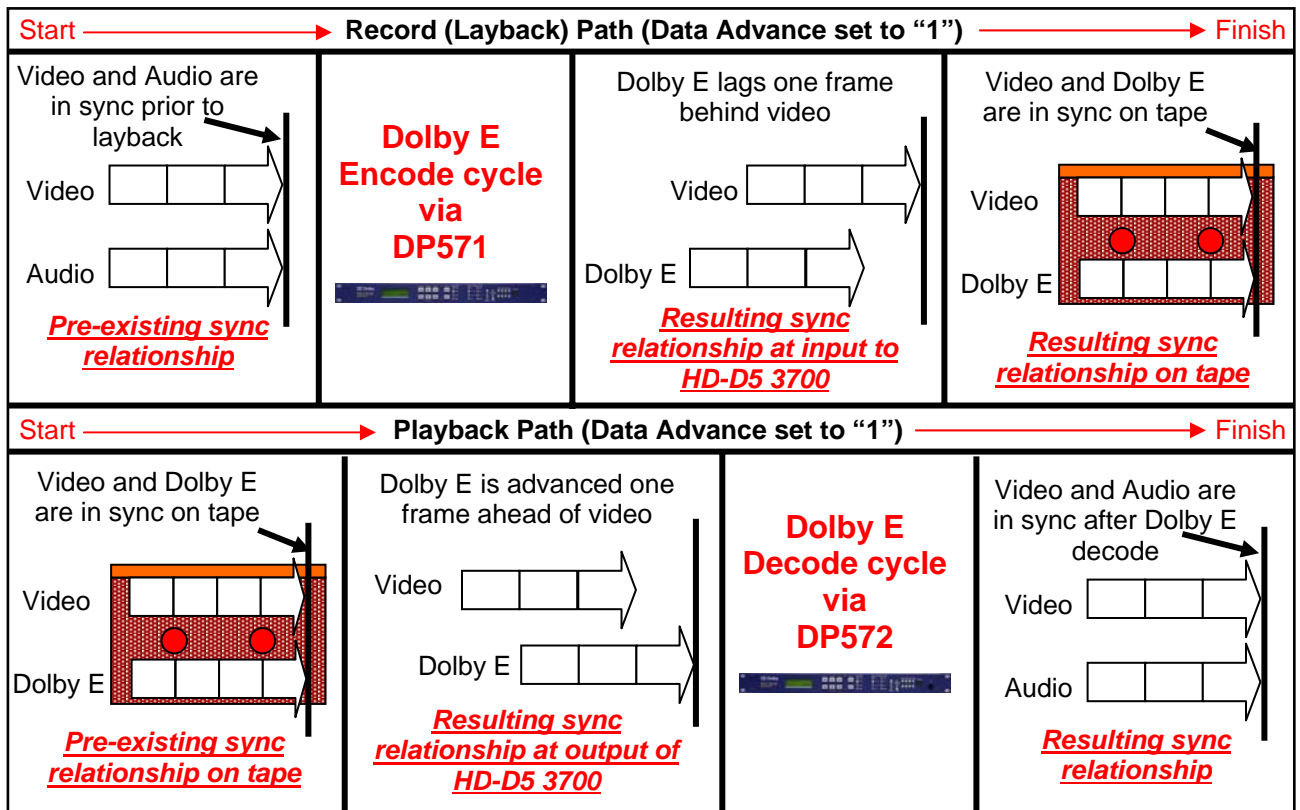 Start Record (Layback) Path (Data Advance set to “1”) Finish
Video and Audio are
in sync prior to
layback
Video
Audio
Pre-existing sync
relationship
Dolby E
Encode cycle
via
DP571
Dolby E lags one frame
behind video
Video
Dolby E
Resulting sync
relationship at input to
HD-D5 3700
Video and Dolby E
are in sync on tape
Video
Dolby E
Resulting sync
relationship on tape
Start Playback Path (Data Advance set to “1”) Finish
Video and Dolby E
are in sync on tape
Video
Dolby E
Pre-existing sync
relationship on tape
Dolby E is advanced one
frame ahead of video
Video
Dolby E
Resulting sync
relationship at output of
HD-D5 3700
Dolby E
Decode cycle
via
DP572
Video and Audio are
in sync after Dolby E
decode
Video
Audio
Resulting sync
relationship